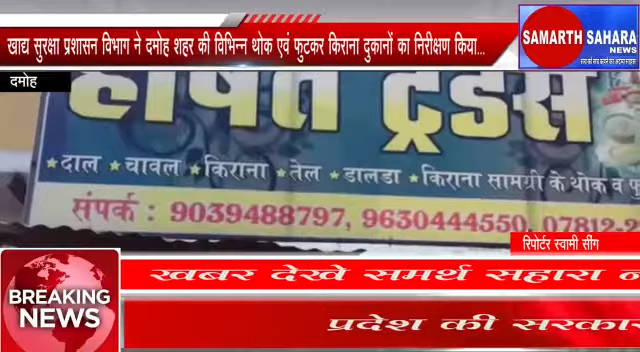 खाद्य सुरक्षा प्रशासन विभाग ने दमोह शहर की विभिन्न थोक एवं फुटकर किराना दुकानों का निरीक्षण किया...
SAMARTH SAHARA
NEWS
दमोह
ट्रेडर्स
★दाल ★चावल ★किराना ★तेल ★डालडा ★किराना सामग्री के थोक व
संपर्क : 9039488797, 9630444550, 07812-2
रिपोर्टर स्वामी सींग
BREAKING
NEWS
खबर देखे समर्थ सहारा
प्रदेश की सरकार